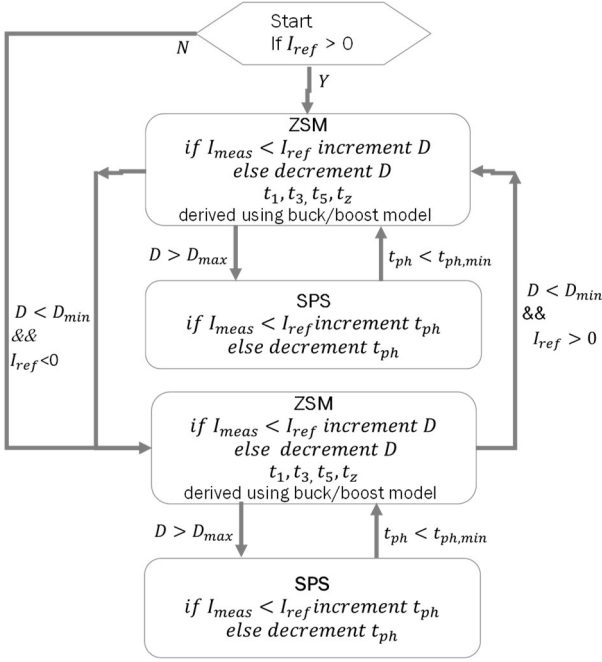 Start
If I_ref > 0
N
Y
ZSM
if I_meas < I_ref increment D
else decrement D
t_1, t_3, t_5, t_z
derived using buck/boost model
D > D_max
t_ph < t_ph,min
SPS
if I_meas < I_ref increment t_ph
else decrement t_ph
D < D_min
&&
I_ref<0
D < D_min
&&
I_ref > 0
ZSM
if I_meas < I_ref increment D
else decrement D
t_1, t_3, t_5, t_z
derived using buck/boost model
D > D_max
t_ph < t_ph,min
SPS
if I_meas < I_ref increment t_ph
else decrement t_ph